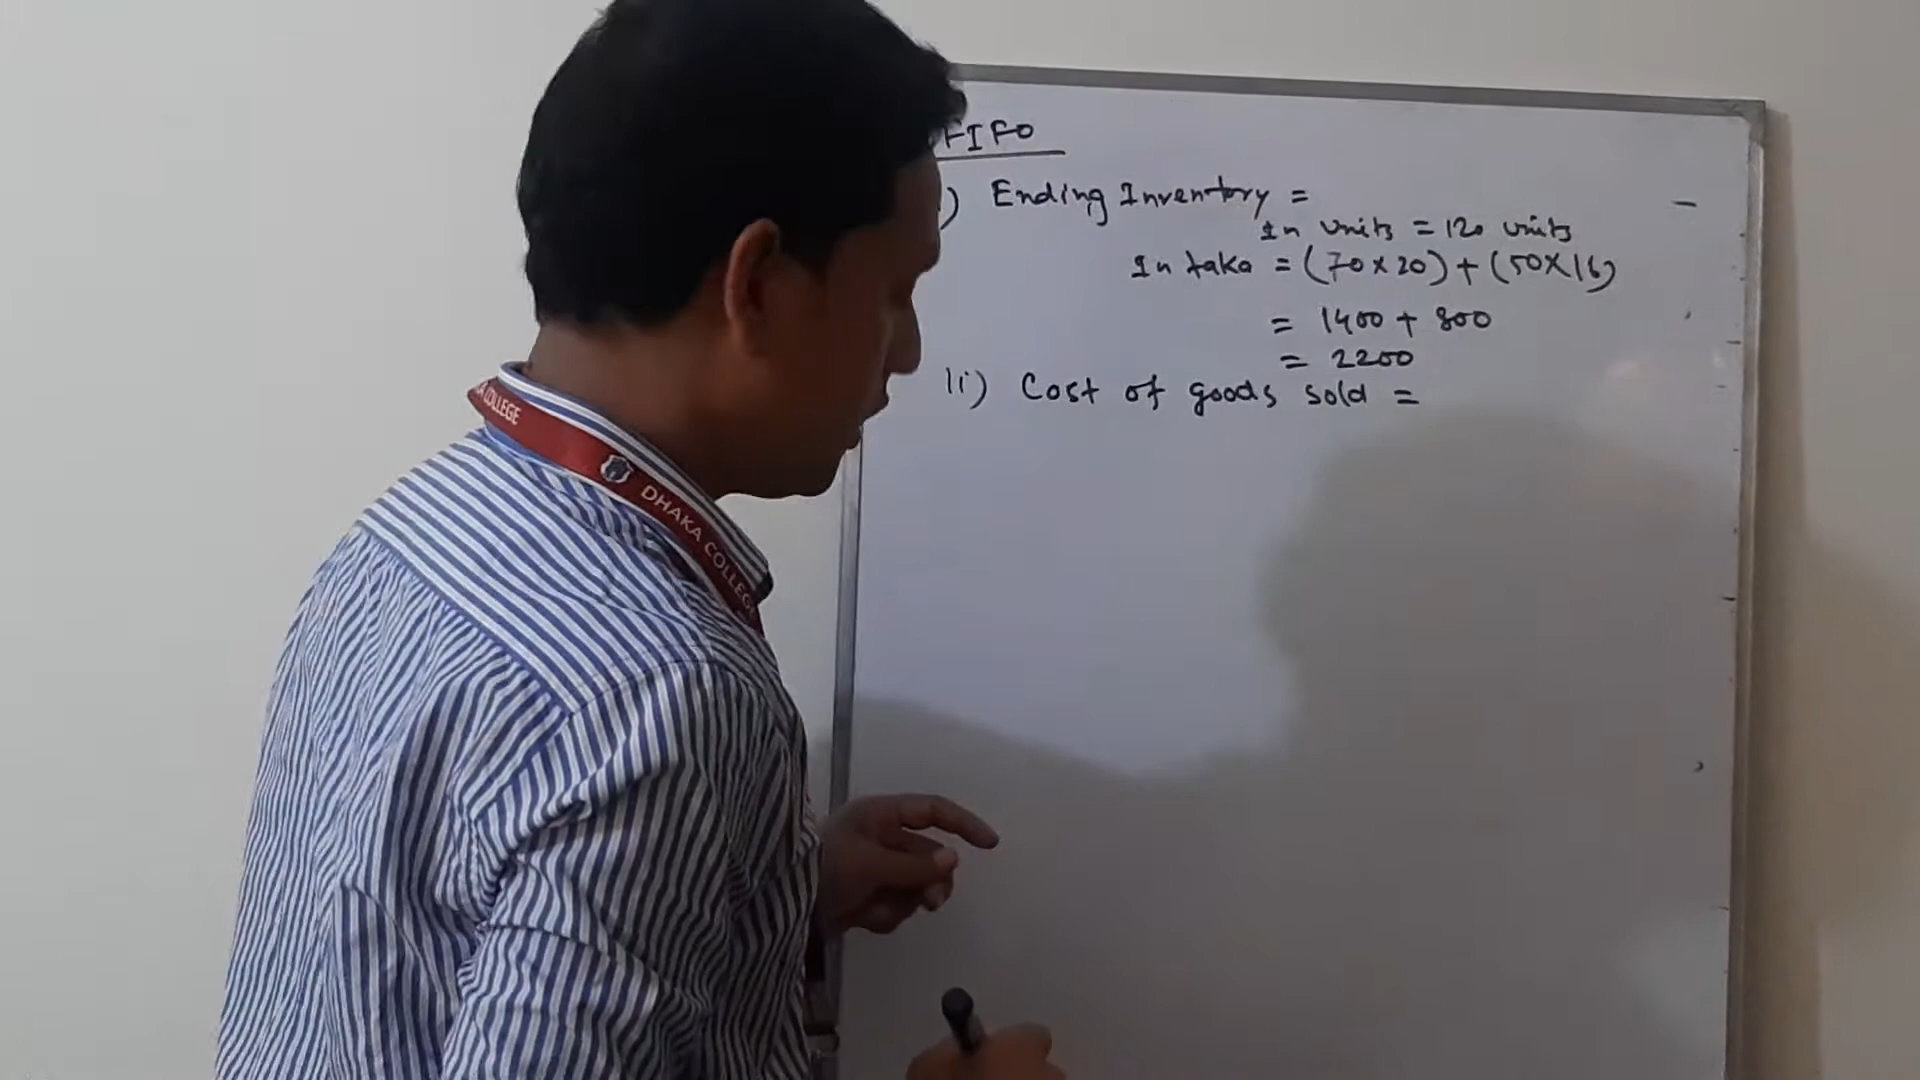 FIFO
) Ending Inventory =
In units = 120 units
In taka = (70×20) + (50×16)
= 1400 + 800
= 2200
ii) Cost of goods sold =
COLLEGE
DHAKA COLLEGE